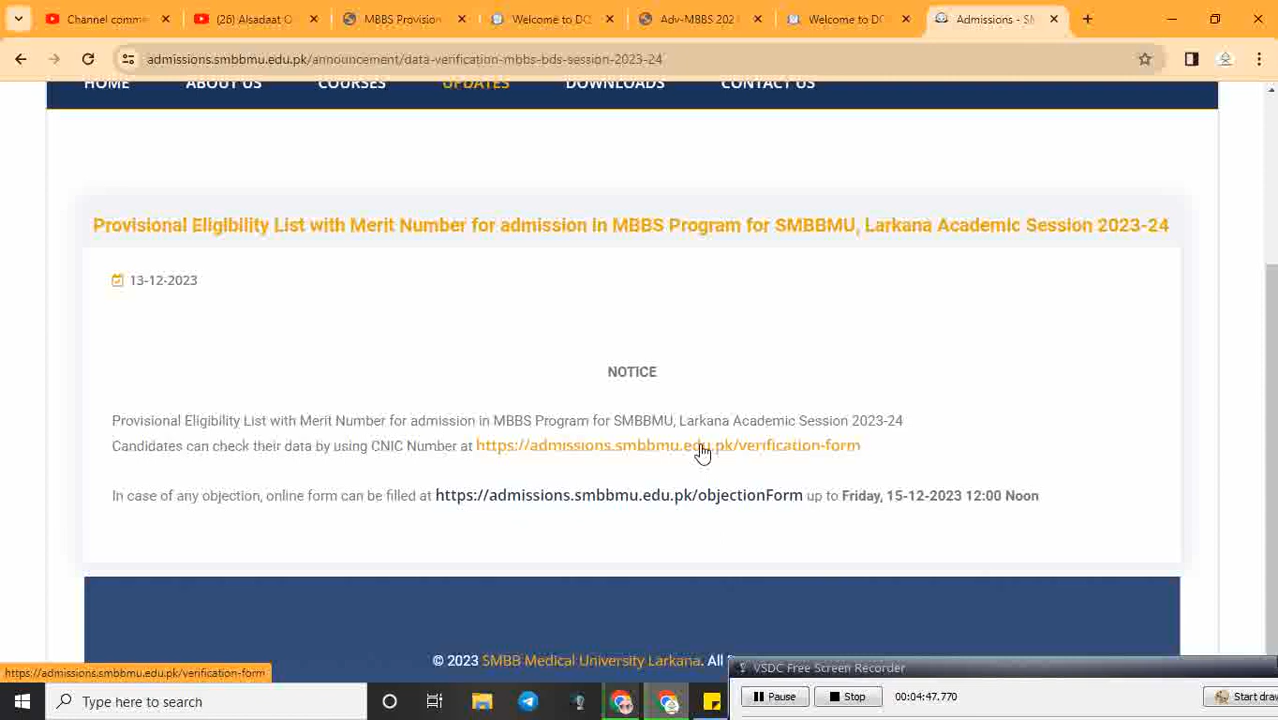 Channel comm
(26) Alsadaat O
MBBS Provision
Welcome to DO
Adv-MBBS 202
Welcome to DO
Admissions - SM
admissions.smbbmu.edu.pk/announcement/data-verification-mbbs-bds-session-2023-24
HOME ABOUT US COURSES UPDATES DOWNLOADS CONTACT US
Provisional Eligibility List with Merit Number for admission in MBBS Program for SMBBMU, Larkana Academic Session 2023-24
13-12-2023
NOTICE
Provisional Eligibility List with Merit Number for admission in MBBS Program for SMBBMU, Larkana Academic Session 2023-24
Candidates can check their data by using CNIC Number at https://admissions.smbbmu.edu.pk/verification-form
In case of any objection, online form can be filled at https://admissions.smbbmu.edu.pk/objectionForm up to Friday, 15-12-2023 12:00 Noon
© 2023 SMBB Medical University Larkana. All
https://admissions.smbbmu.edu.pk/verification-form
VSDC Free Screen Recorder
Type here to search
Pause Stop 00:04:47.770 Start dra